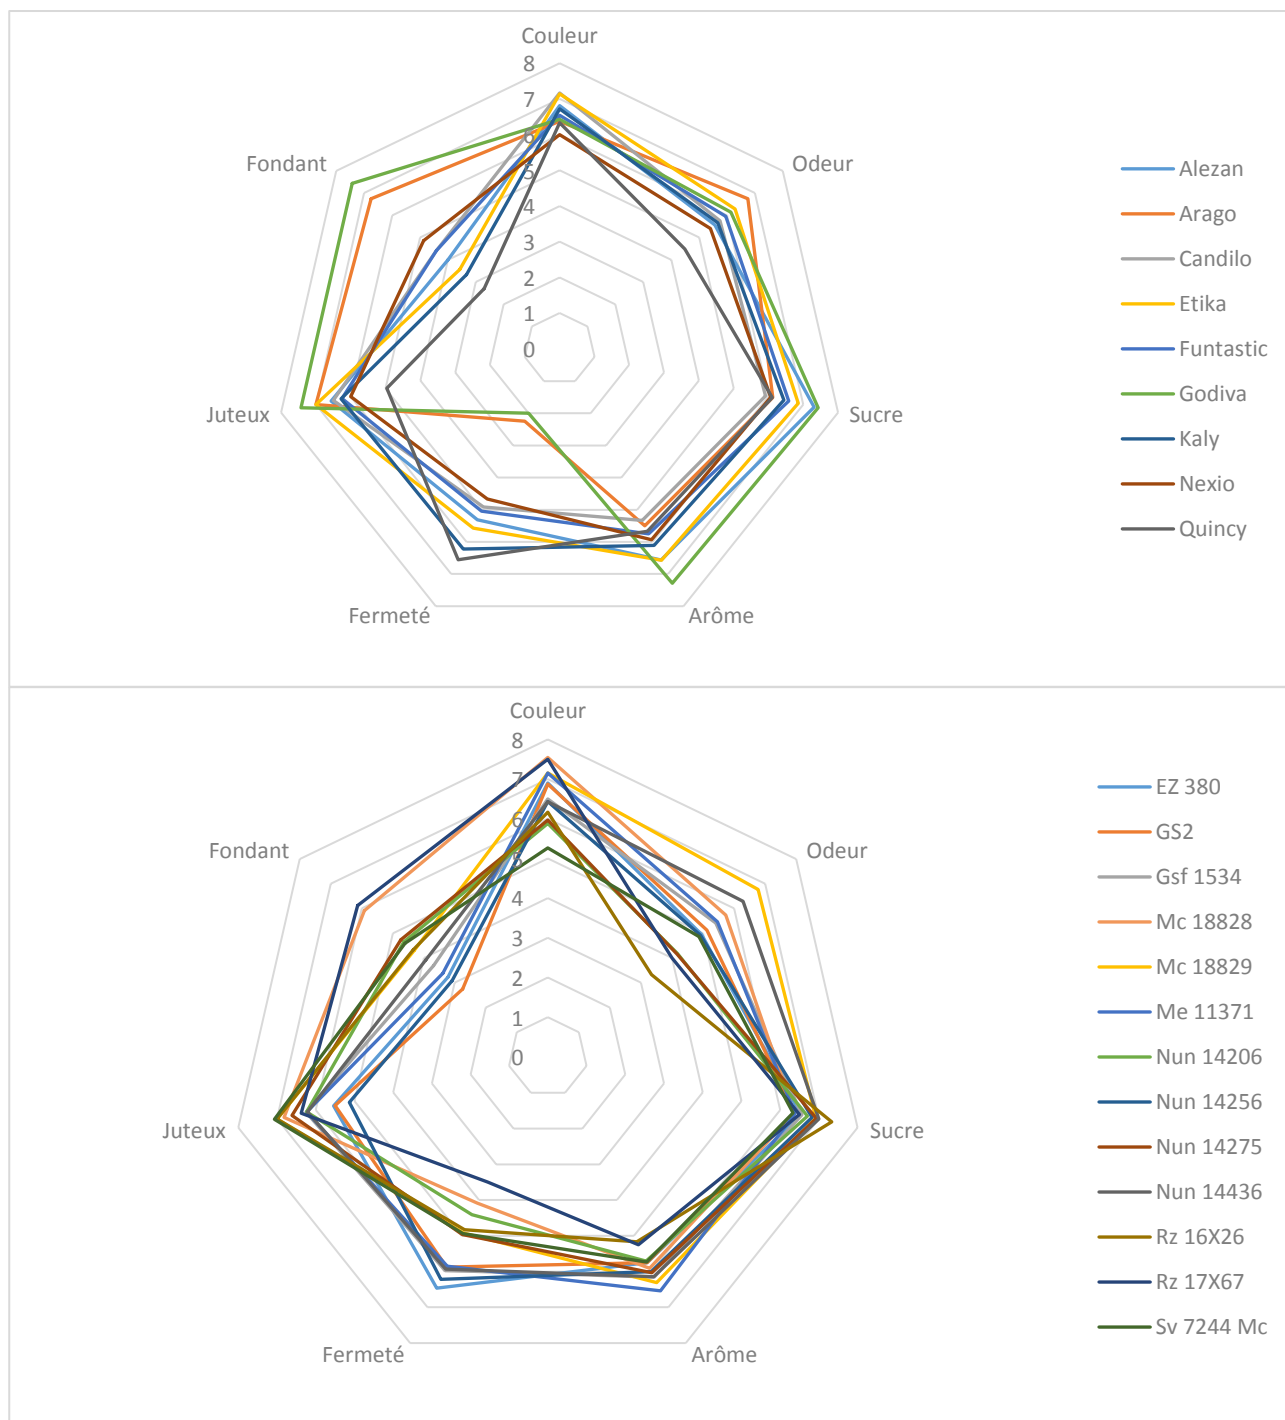 Couleur
8
7
6
5
4
3
2
1
0
Fondant
Odeur
Juteux
Sucre
Fermeté
Arôme
Alezan
Arago
Candilo
Etika
Funtastic
Godiva
Kaly
Nexio
Quincy
Couleur
8
7
6
5
4
3
2
1
0
Fondant
Odeur
Juteux
Sucre
Fermeté
Arôme
EZ 380
GS2
Gsf 1534
Mc 18828
Mc 18829
Me 11371
Nun 14206
Nun 14256
Nun 14275
Nun 14436
Rz 16X26
Rz 17X67
Sv 7244 Mc